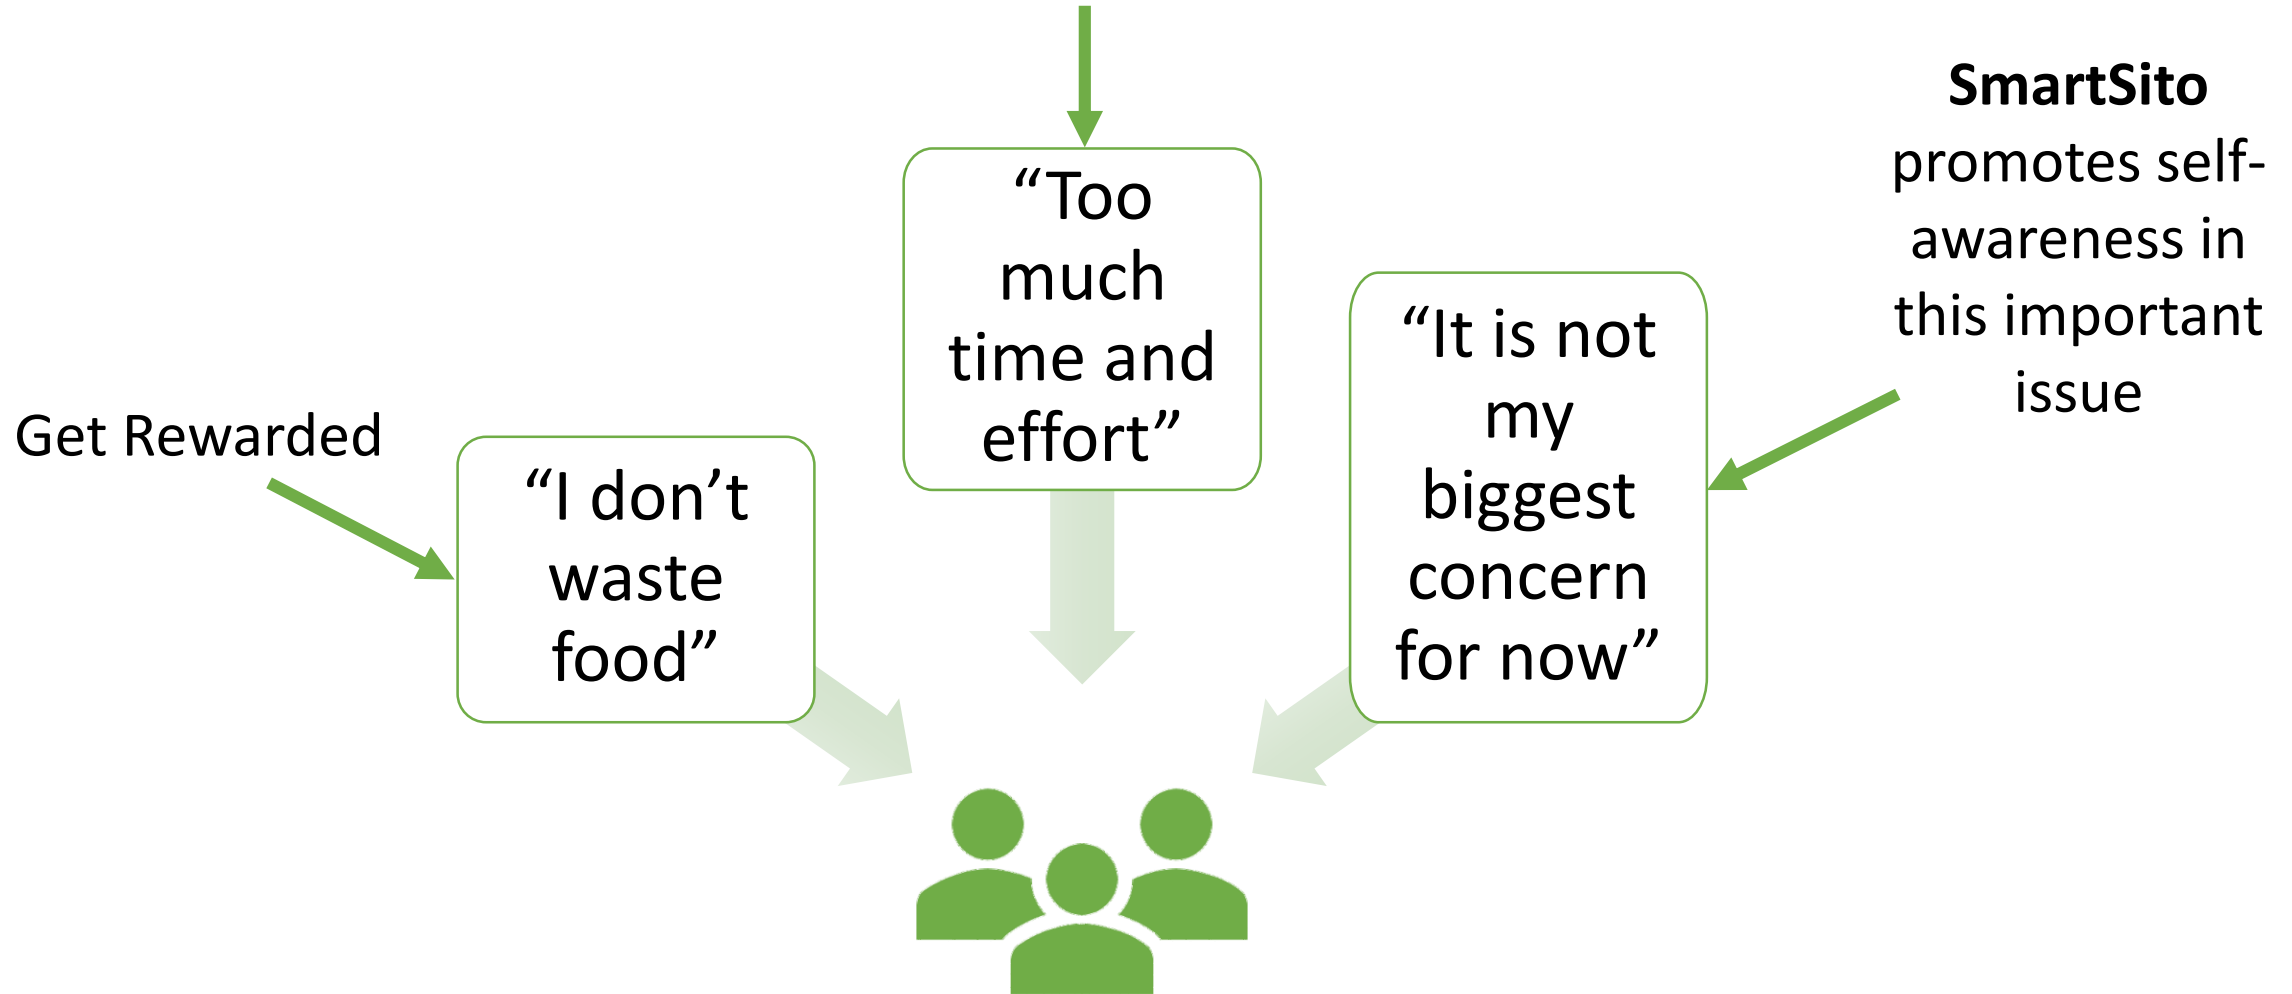 Get Rewarded
“I don’t
waste
food”
“Too
much
time and
effort”
“It is not
my
biggest
concern
for now”
SmartSito
promotes self-
awareness in
this important
issue